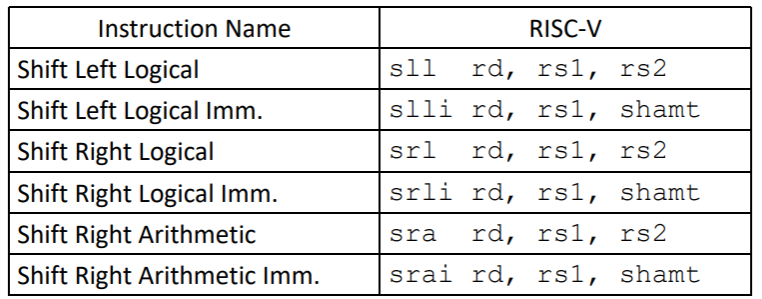 Instruction Name RISC-V
Shift Left Logical sll rd, rs1, rs2
Shift Left Logical Imm. slli rd, rs1, shamt
Shift Right Logical srl rd, rs1, rs2
Shift Right Logical Imm. srli rd, rs1, shamt
Shift Right Arithmetic sra rd, rs1, rs2
Shift Right Arithmetic Imm. srai rd, rs1, shamt